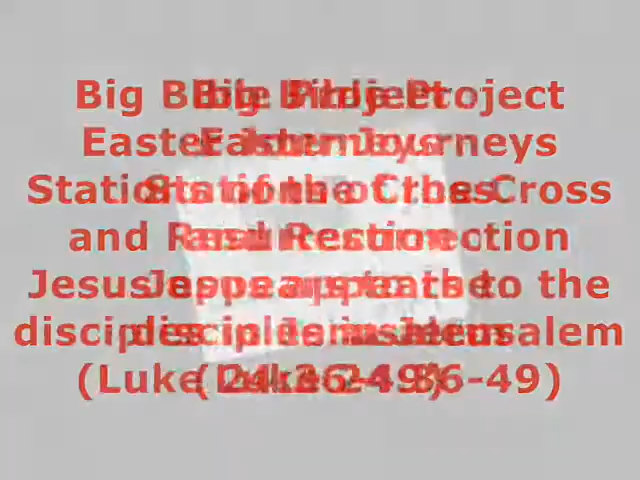 Big Bible Project
Easter Journeys
Stations of the Cross
and Resurrection
Jesus appears to the
disciples in Jerusalem
(Luke 24.36-49)